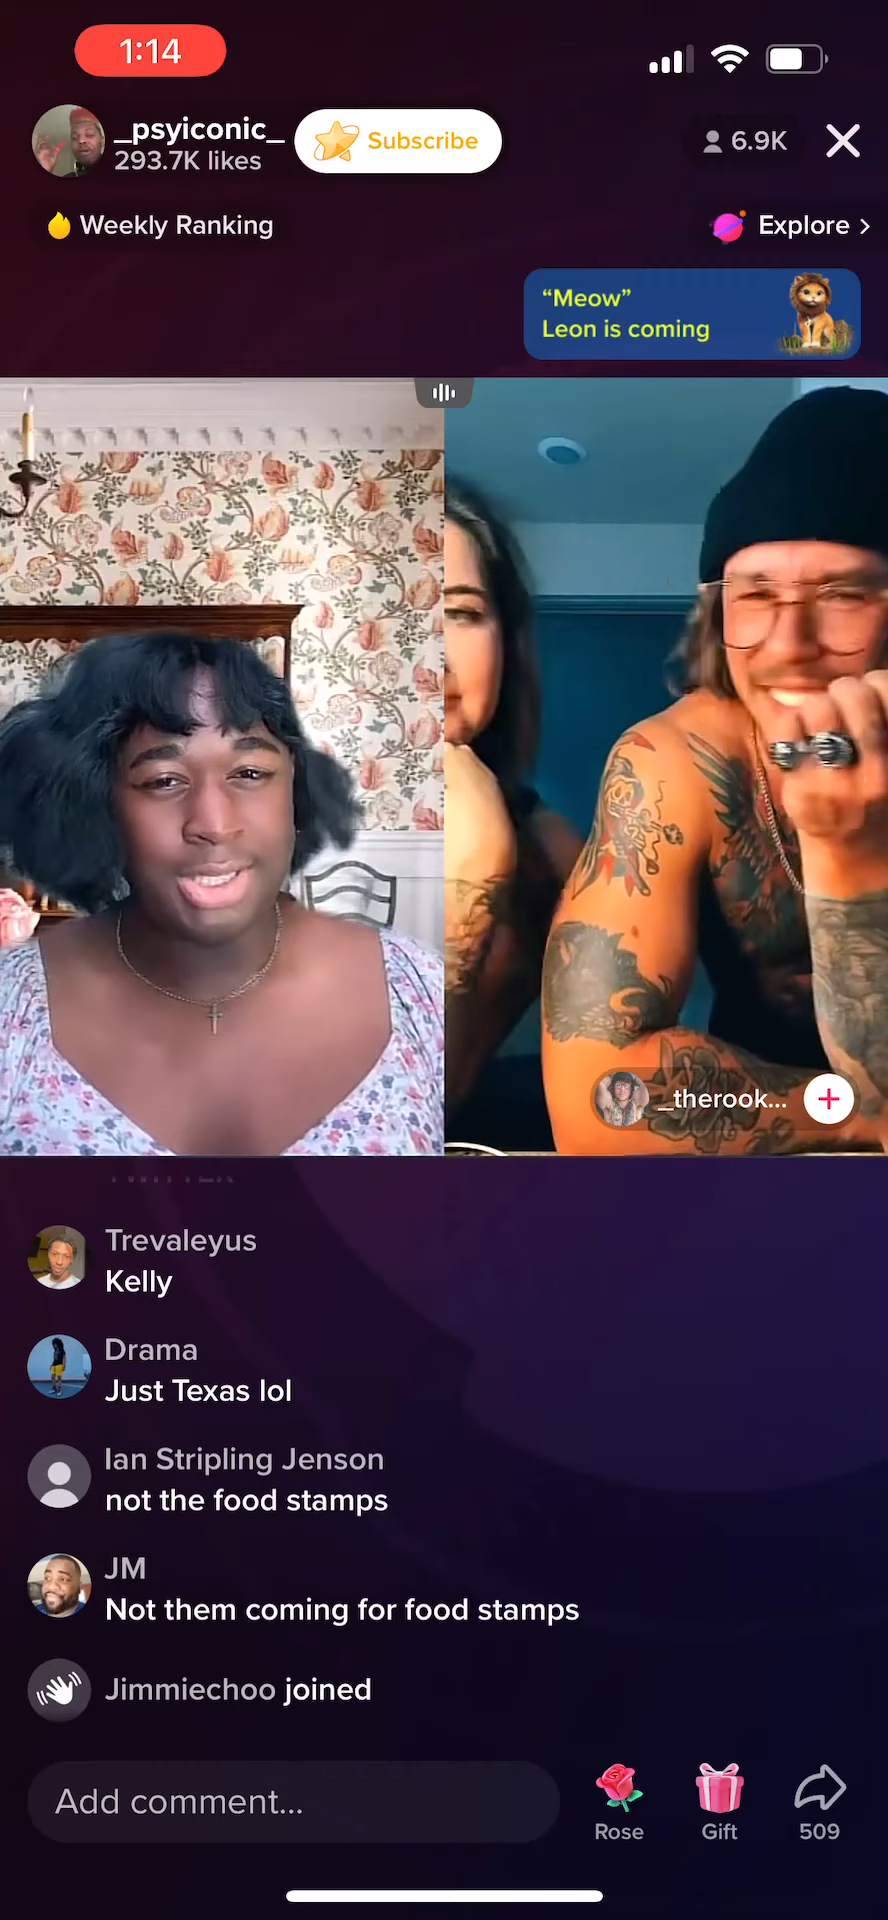 1:14
_psyiconic_
293.7K likes
Subscribe
6.9K
Weekly Ranking
Explore >
“Meow”
Leon is coming
_therook...
Trevaleyus
Kelly
Drama
Just Texas lol
Ian Stripling Jenson
not the food stamps
JM
Not them coming for food stamps
Jimmiechoo joined
Add comment...
Rose
Gift
509